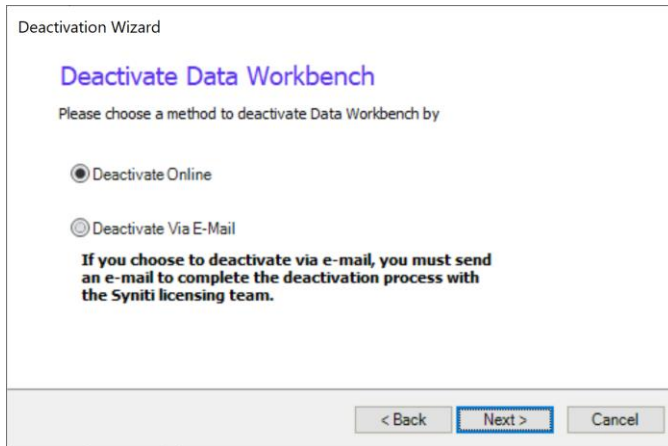 Deactivation Wizard
Deactivate Data Workbench
Please choose a method to deactivate Data Workbench by
Deactivate Online
Deactivate Via E-Mail
If you choose to deactivate via e-mail, you must send
an e-mail to complete the deactivation process with
the Syniti licensing team.
< Back Next > Cancel